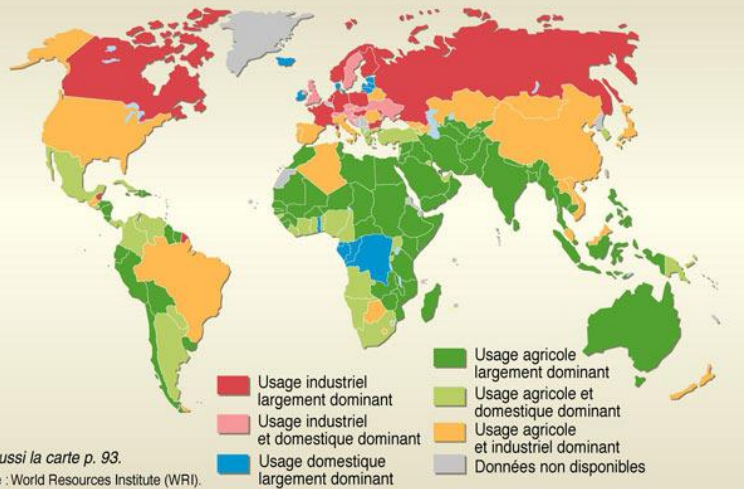 Usage industriel
largement dominant
Usage industriel
et domestique dominant
Usage domestique
largement dominant
Usage agricole
largement dominant
Usage agricole et
domestique dominant
Usage agricole
et industriel dominant
Données non disponibles
ussi la carte p. 93.
: World Resources Institute (WRI).